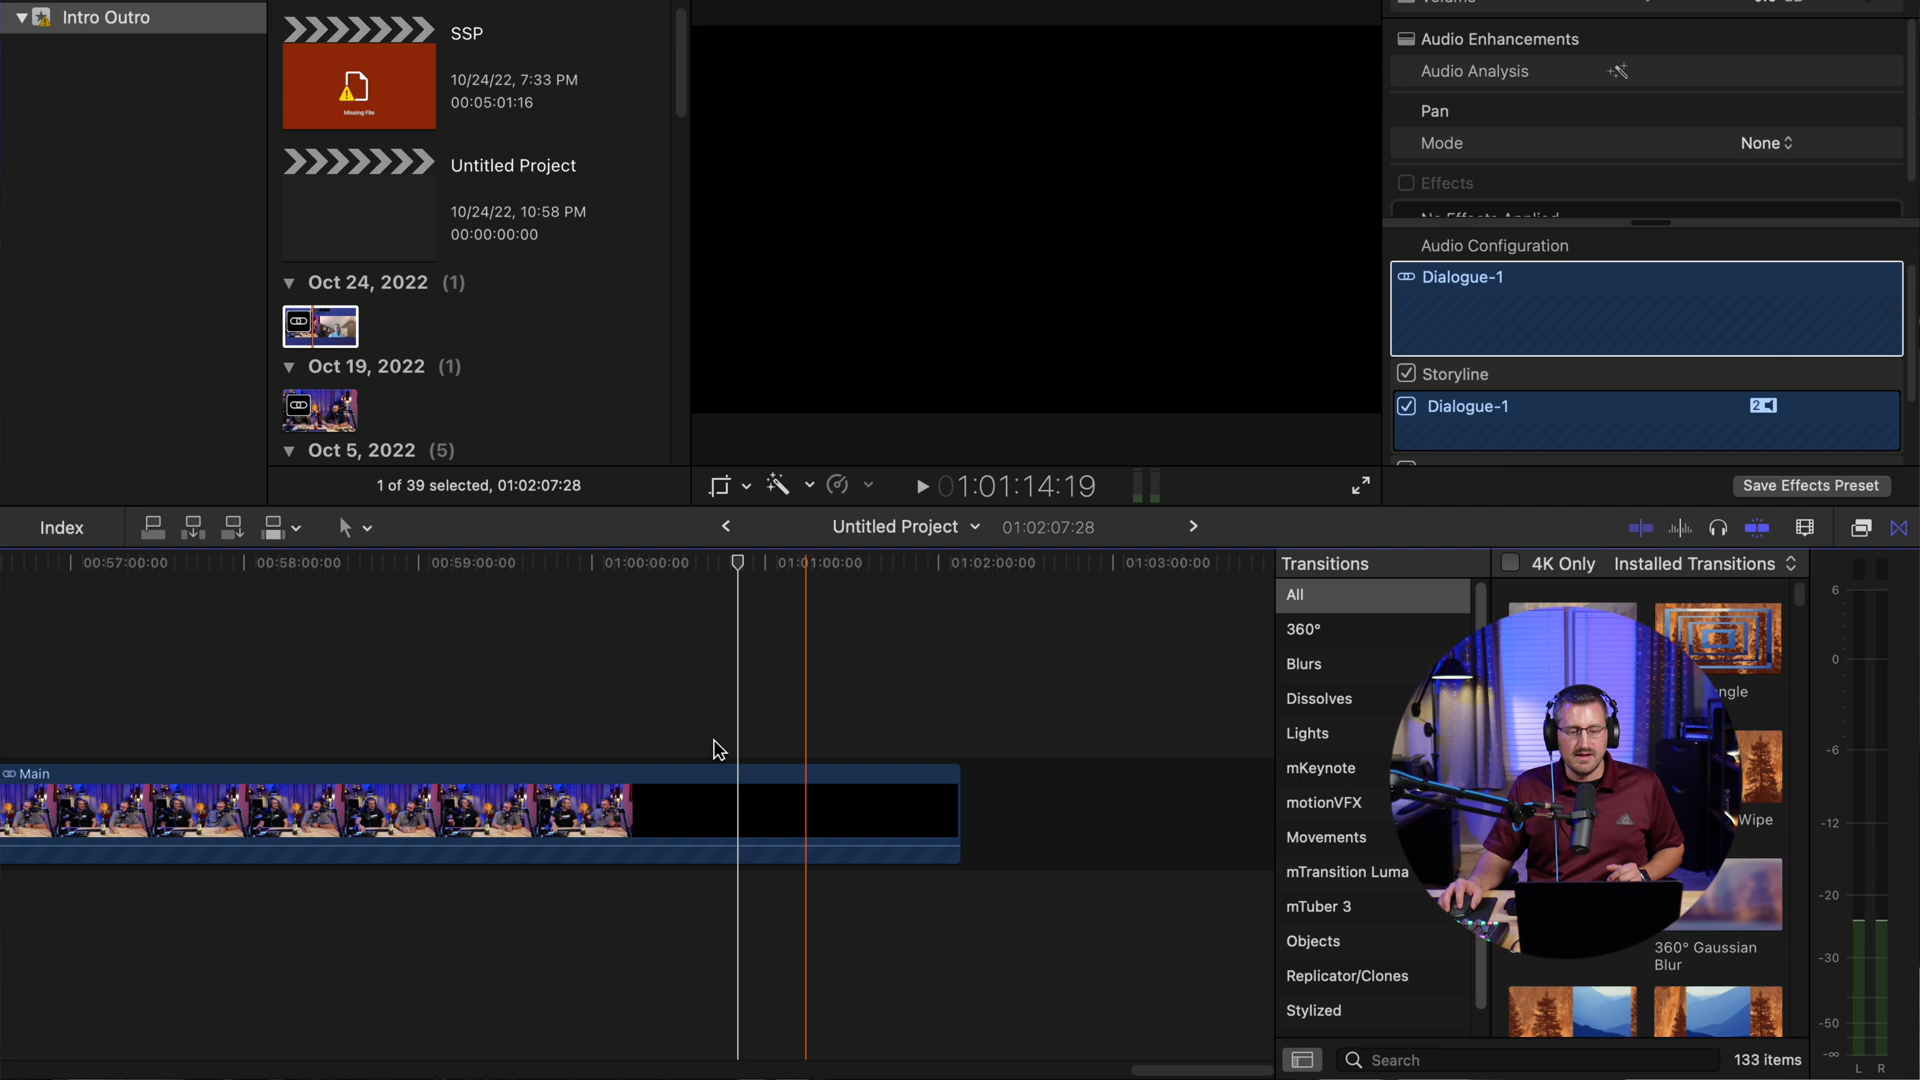 Intro Outro
SSP
10/24/22, 7:33 PM
00:05:01:16
Missing File
Untitled Project
10/24/22, 10:58 PM
00:00:00:00
Oct 24, 2022 (1)
Oct 19, 2022 (1)
Oct 5, 2022 (5)
1 of 39 selected, 01:02:07:28
01:01:14:19
Audio Enhancements
Audio Analysis
Pan
Mode None
Effects
No Effects Applied
Audio Configuration
Dialogue-1
Storyline
Dialogue-1 2
Save Effects Preset
Index
Untitled Project 01:02:07:28
00:57:00:00 00:58:00:00 00:59:00:00 01:00:00:00 01:01:00:00 01:02:00:00 01:03:00:00
Main
Transitions
4K Only Installed Transitions
All
360°
Blurs
Dissolves
Lights
mKeynote
motionVFX
Movements
mTransition Luma
mTuber 3
Objects
Replicator/Clones
Stylized
Wipe
360° Gaussian
Blur
Search 133 items
6
0
-6
-12
-20
-30
-50
-∞
L R